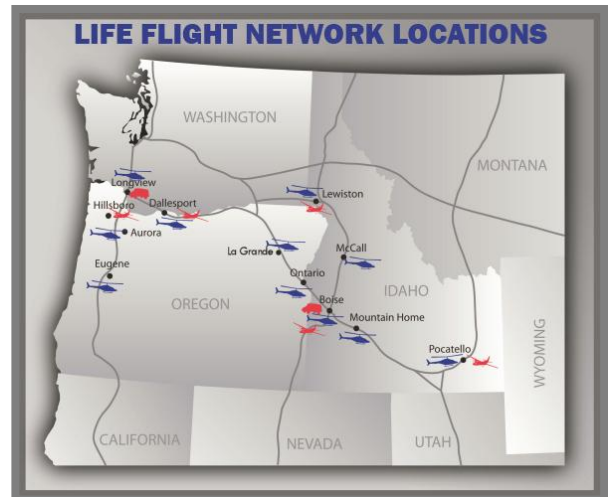 LIFE FLIGHT NETWORK LOCATIONS
WASHINGTON
MONTANA
Longview
Lewiston
Hillsboro
Dallesport
Aurora
La Grande
McCall
Eugene
Ontario
IDAHO
OREGON
Boise
Mountain Home
Pocatello
WYOMING
CALIFORNIA
NEVADA
UTAH